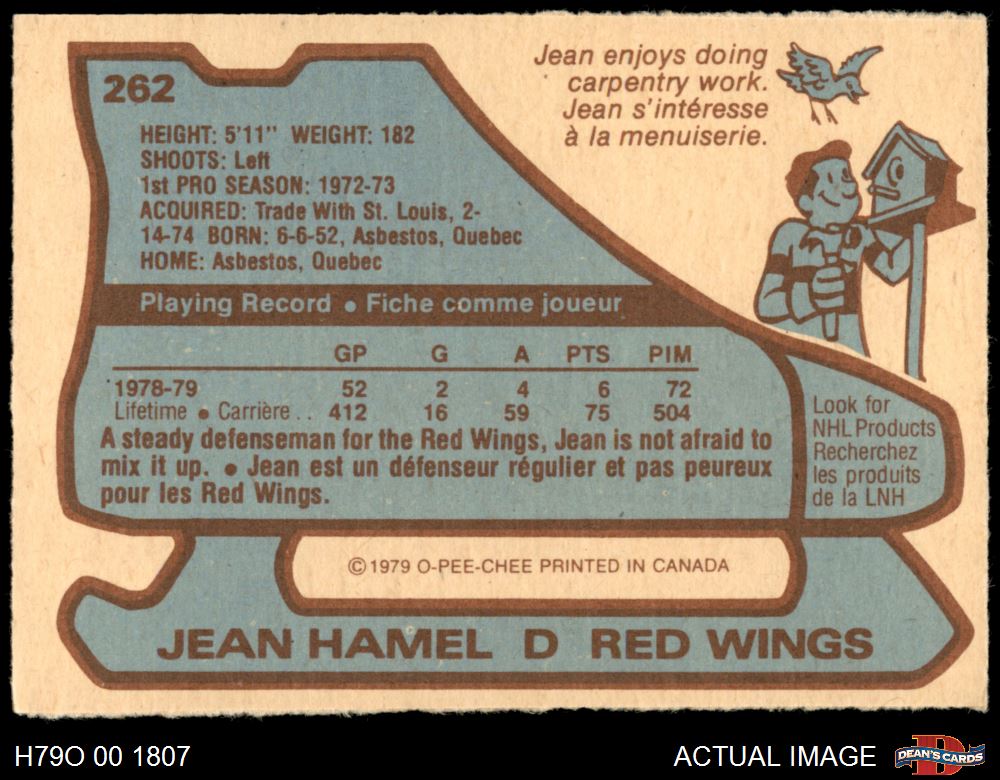 262
Jean enjoys doing
carpentry work.
Jean s'intéresse
à la menuiserie.
HEIGHT: 5'11" WEIGHT: 182
SHOOTS: Left
1st PRO SEASON: 1972-73
ACQUIRED: Trade With St. Louis, 2-
14-74 BORN: 6-6-52, Asbestos, Quebec
HOME: Asbestos, Quebec
Playing Record • Fiche comme joueur
GP G A PTS PIM
1978-79 52 2 4 6 72
Lifetime • Carrière . . 412 16 59 75 504
A steady defenseman for the Red Wings, Jean is not afraid to
mix it up. • Jean est un défenseur régulier et pas peureux
pour les Red Wings.
Look for
NHL Products
Recherchez
les produits
de la LNH
© 1979 O-PEE-CHEE PRINTED IN CANADA
JEAN HAMEL D RED WINGS
H79O 00 1807
ACTUAL IMAGE
D
DEAN'S CARDS